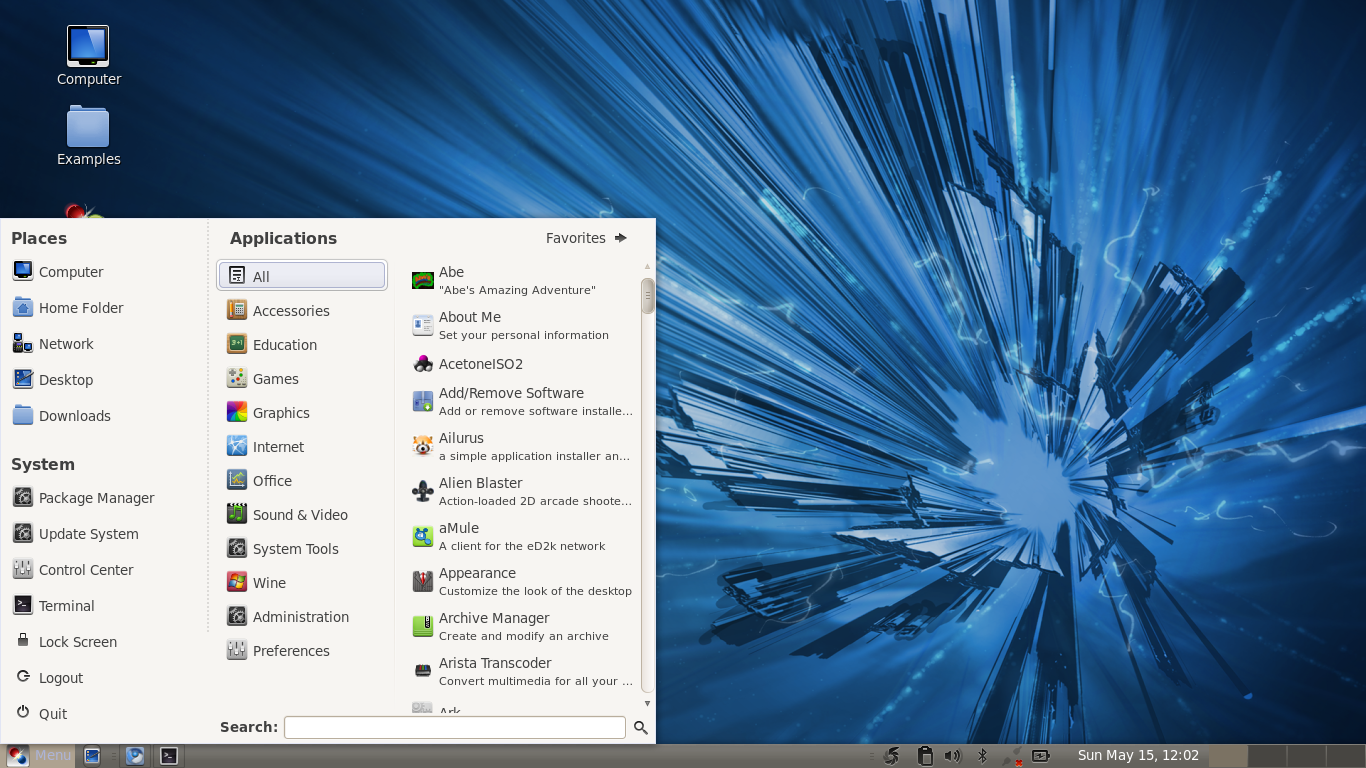 Computer
Examples
Places
Computer
Home Folder
Network
Desktop
Downloads
System
Package Manager
Update System
Control Center
Terminal
Lock Screen
Logout
Quit
Applications
Favorites
All
Accessories
Education
Games
Graphics
Internet
Office
Sound & Video
System Tools
Wine
Administration
Preferences
Abe
"Abe's Amazing Adventure"
About Me
Set your personal information
AcetoneISO2
Add/Remove Software
Add or remove software installe...
Ailurus
a simple application installer an...
Alien Blaster
Action-loaded 2D arcade shoote...
aMule
A client for the eD2k network
Appearance
Customize the look of the desktop
Archive Manager
Create and modify an archive
Arista Transcoder
Convert multimedia for all your ...
Ark
Search:
Menu
Sun May 15, 12:02